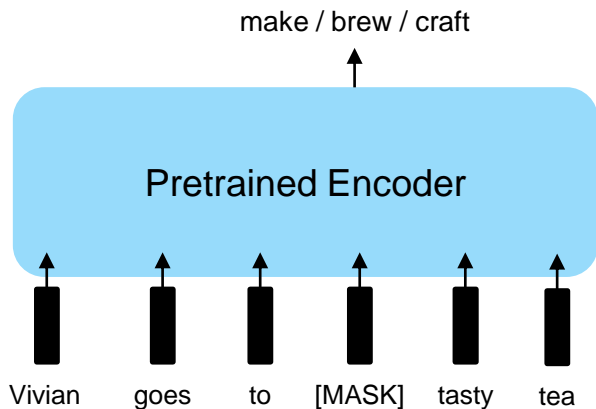 make / brew / craft
Pretrained Encoder
Vivian goes to [MASK] tasty tea